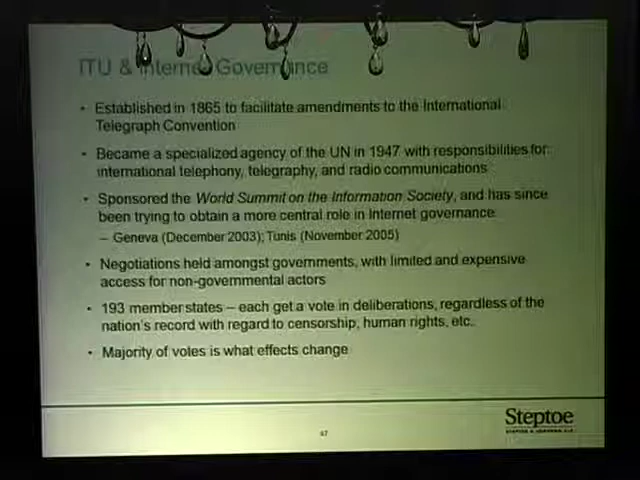 ITU & Internet Governance
• Established in 1865 to facilitate amendments to the International
Telegraph Convention
• Became a specialized agency of the UN in 1947 with responsibilities for
international telephony, telegraphy, and radio communications
• Sponsored the World Summit on the Information Society, and has since
been trying to obtain a more central role in Internet governance
– Geneva (December 2003); Tunis (November 2005)
• Negotiations held amongst governments, with limited and expensive
access for non-governmental actors
• 193 member states – each get a vote in deliberations, regardless of the
nation's record with regard to censorship, human rights, etc.
• Majority of votes is what effects change
Steptoe
STEPTOE & JOHNSON LLP